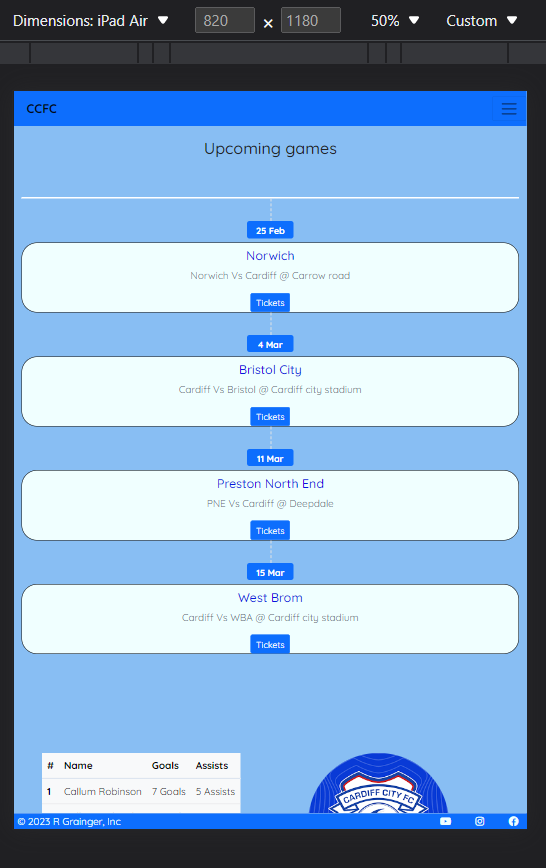 Dimensions: iPad Air ▼ 820 × 1180 50% ▼ Custom ▼
CCFC
Upcoming games
25 Feb
Norwich
Norwich Vs Cardiff @ Carrow road
Tickets
4 Mar
Bristol City
Cardiff Vs Bristol @ Cardiff city stadium
Tickets
11 Mar
Preston North End
PNE Vs Cardiff @ Deepdale
Tickets
15 Mar
West Brom
Cardiff Vs WBA @ Cardiff city stadium
Tickets
# Name Goals Assists
1 Callum Robinson 7 Goals 5 Assists
CARDIFF CITY FC
© 2023 R Grainger, Inc